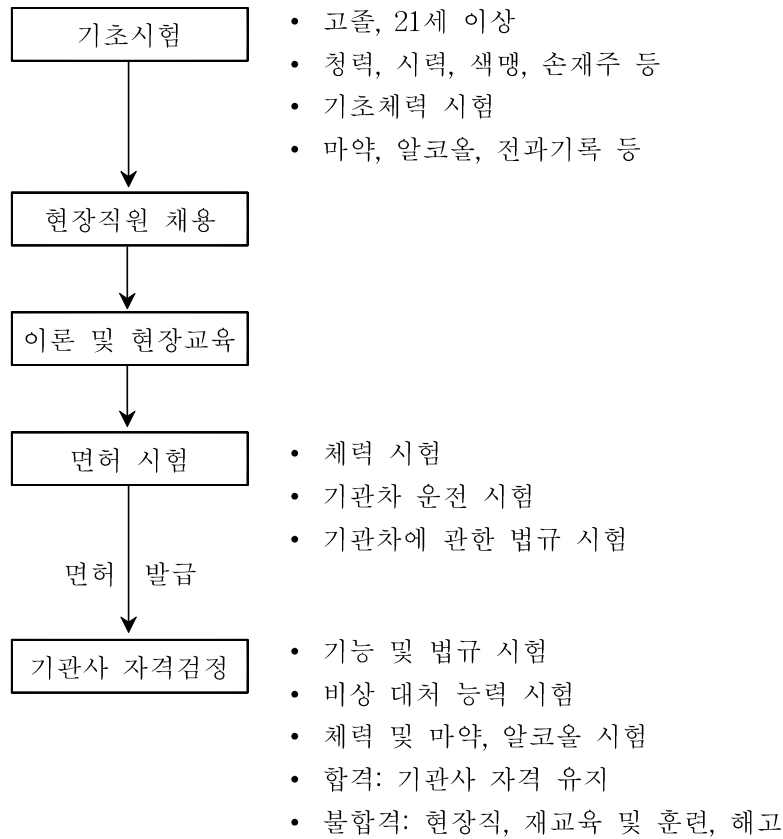 기초시험
• 고졸, 21세 이상
• 청력, 시력, 색맹, 손재주 등
• 기초체력 시험
• 마약, 알코올, 전과기록 등
현장직원 채용
이론 및 현장교육
면허 시험
• 체력 시험
• 기관차 운전 시험
• 기관차에 관한 법규 시험
면허 발급
기관사 자격검정
• 기능 및 법규 시험
• 비상 대처 능력 시험
• 체력 및 마약, 알코올 시험
• 합격: 기관사 자격 유지
• 불합격: 현장직, 재교육 및 훈련, 해고